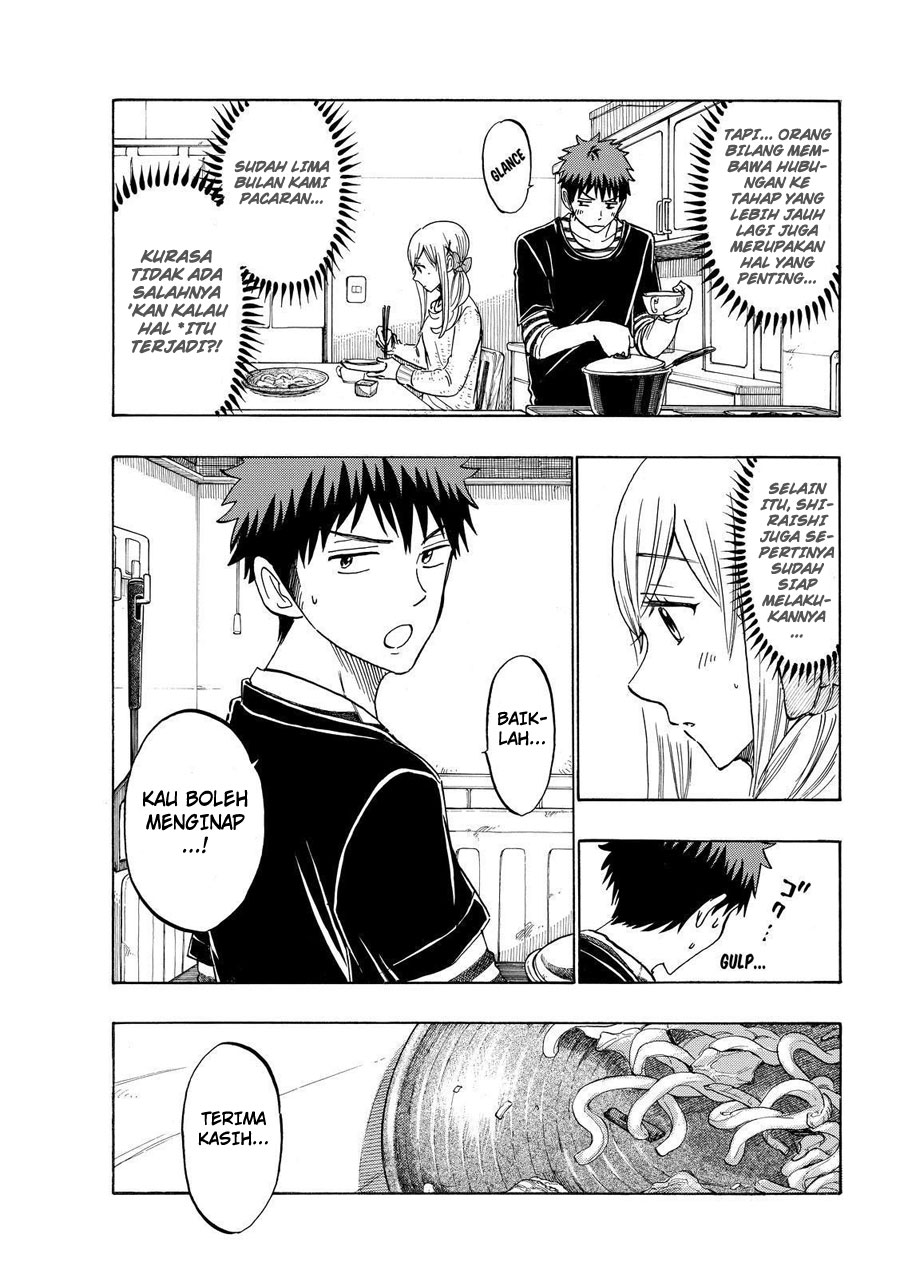 TAPI... ORANG
BILANG MEM-
BAWA HUBU-
NGAN KE
TAHAP YANG
LEBIH JAUH
LAGI JUGA
MERUPAKAN
HAL YANG
PENTING...
GLANCE
SUDAH LIMA
BULAN KAMI
PACARAN...
KURASA
TIDAK ADA
SALAHNYA
'KAN KALAU
HAL *ITU
TERJADI?!
SELAIN
ITU, SHI-
RAISHI
JUGA SE-
PERTINYA
SUDAH
SIAP
MELAKU-
KANNYA
...
ゴク...
GULP...
BAIK-
LAH...
KAU BOLEH
MENGINAP
...!
TERIMA
KASIH...